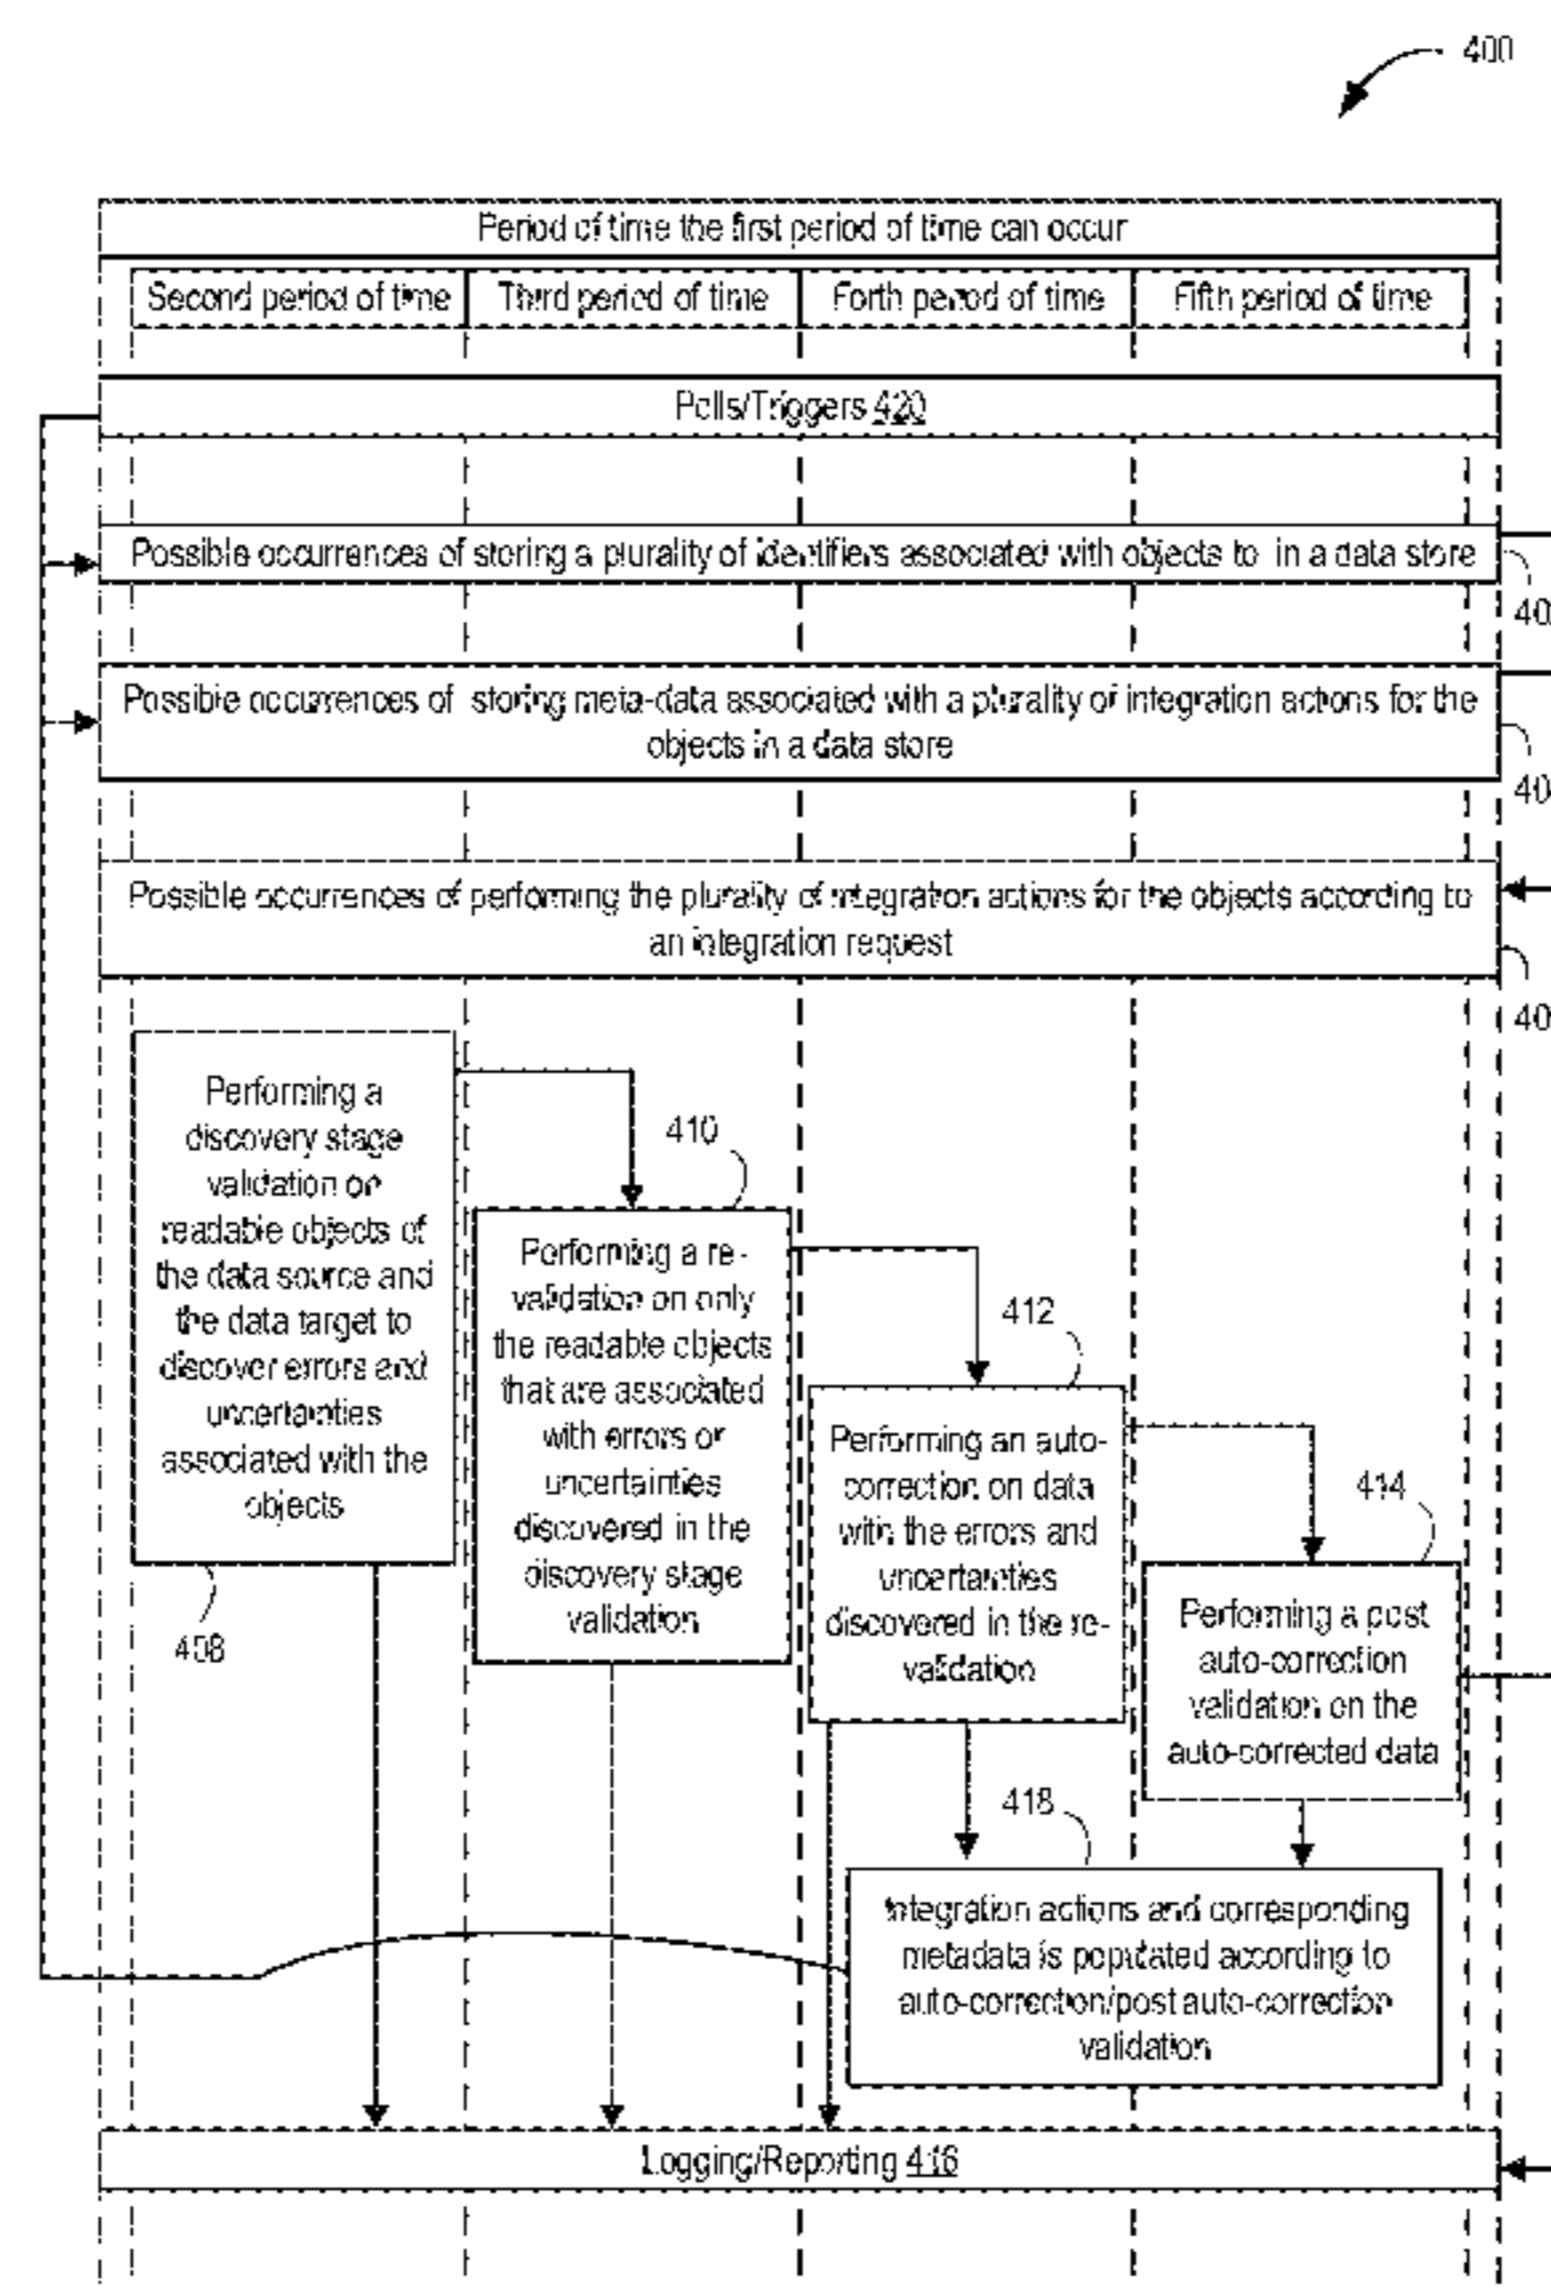 400
Period of time the first period of time can occur
Second period of time
Third period of time
Forth period of time
Fifth period of time
Polls/Triggers 420
Possible occurrences of storing a plurality of identifiers associated with objects to in a data store
40
Possible occurrences of storing meta-data associated with a plurality of integration actions for the
objects in a data store
40
Possible occurrences of performing the plurality of integration actions for the objects according to
an integration request
40
Performing a
discovery stage
validation on
readable objects of
the data source and
the data target to
discover errors and
uncertainties
associated with the
objects
408
410
Performing a re-
validation on only
the readable objects
that are associated
with errors or
uncertainties
discovered in the
discovery stage
validation
412
Performing an auto-
correction on data
with the errors and
uncertainties
discovered in the re-
validation
414
Performing a post
auto-correction
validation on the
auto-corrected data
418
Integration actions and corresponding
metadata is populated according to
auto-correction/post auto-correction
validation
Logging/Reporting 416